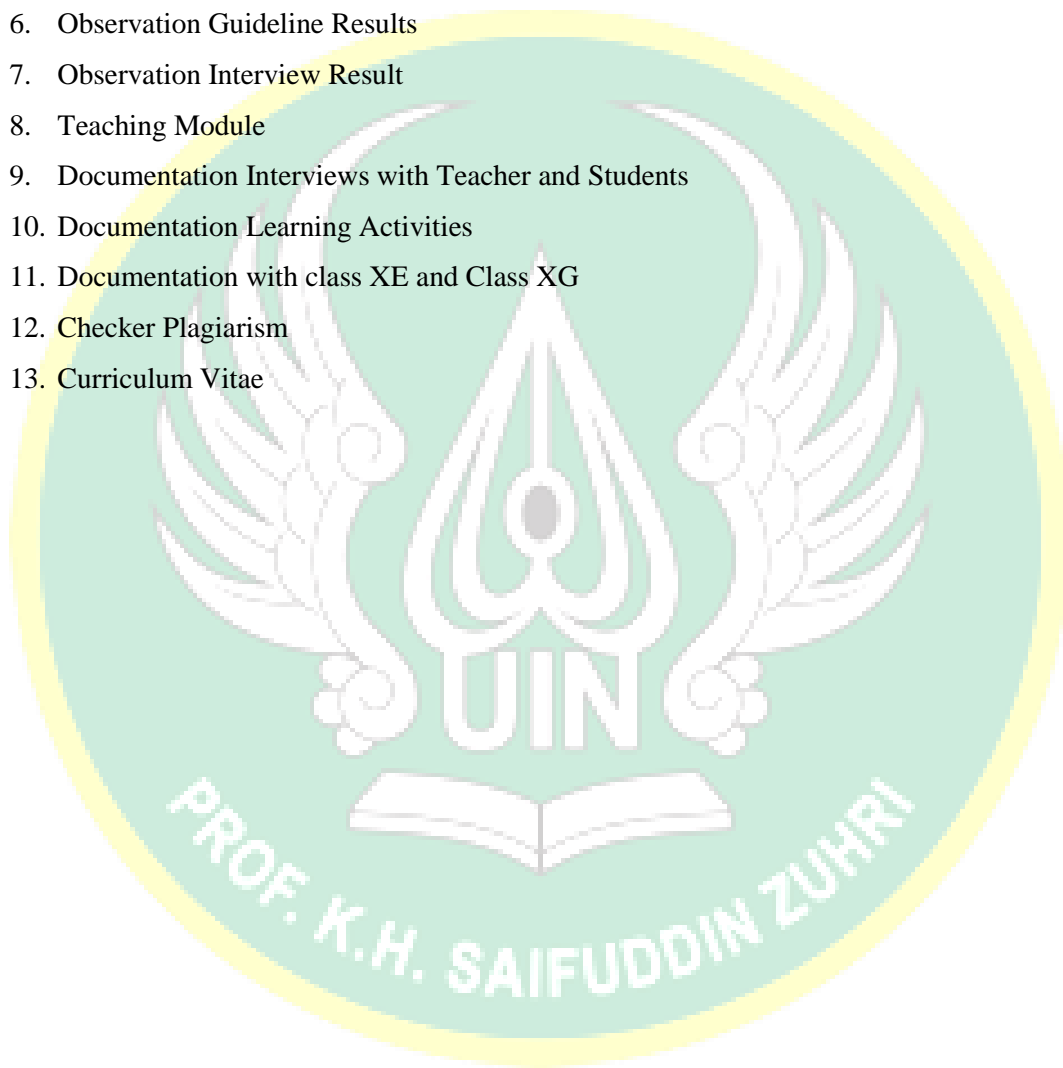 6. Observation Guideline Results
7. Observation Interview Result
8. Teaching Module
9. Documentation Interviews with Teacher and Students
10. Documentation Learning Activities
11. Documentation with class XE and Class XG
12. Checker Plagiarism
13. Curriculum Vitae
UIN
PROF. K.H. SAIFUDDIN ZUHRI